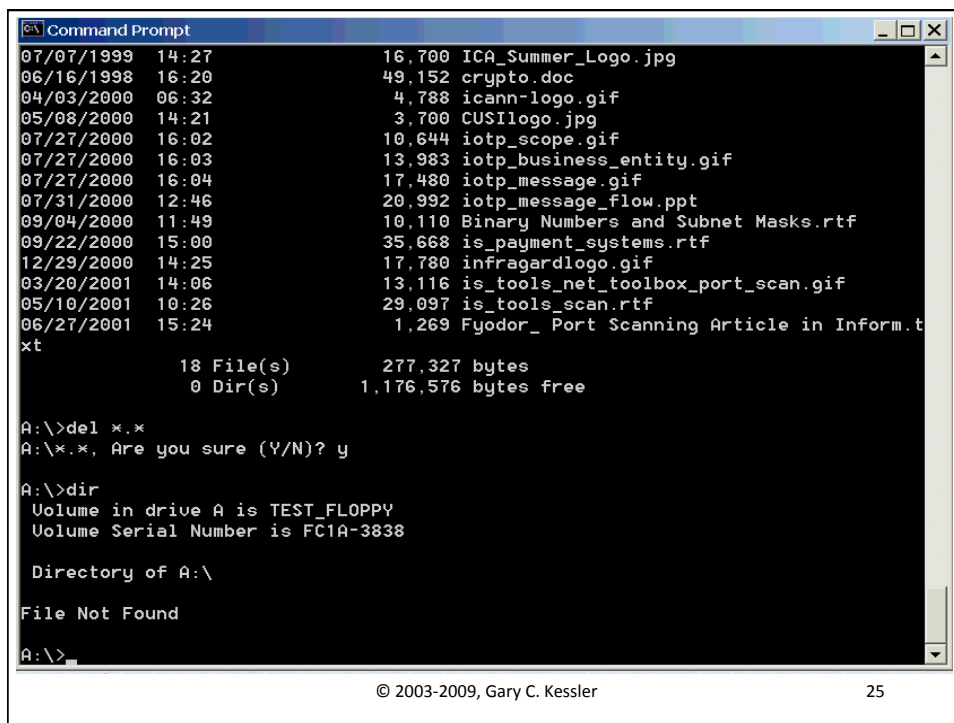 Command Prompt
07/07/1999  14:27                16,700 ICA_Summer_Logo.jpg
06/16/1998  16:20                49,152 crypto.doc
04/03/2000  06:32                 4,788 icann-logo.gif
05/08/2000  14:21                 3,700 CUSIlogo.jpg
07/27/2000  16:02                10,644 iotp_scope.gif
07/27/2000  16:03                13,983 iotp_business_entity.gif
07/27/2000  16:04                17,480 iotp_message.gif
07/31/2000  12:46                20,992 iotp_message_flow.ppt
09/04/2000  11:49                10,110 Binary Numbers and Subnet Masks.rtf
09/22/2000  15:00                35,668 is_payment_systems.rtf
12/29/2000  14:25                17,780 infragardlogo.gif
03/20/2001  14:06                13,116 is_tools_net_toolbox_port_scan.gif
05/10/2001  10:26                29,097 is_tools_scan.rtf
06/27/2001  15:24                 1,269 Fyodor_ Port Scanning Article in Inform.t
xt
              18 File(s)        277,327 bytes
               0 Dir(s)       1,176,576 bytes free
A:\>del *.*
A:\*.*, Are you sure (Y/N)? y
A:\>dir
 Volume in drive A is TEST_FLOPPY
 Volume Serial Number is FC1A-3838
 Directory of A:\
File Not Found
A:\>_
© 2003-2009, Gary C. Kessler
25